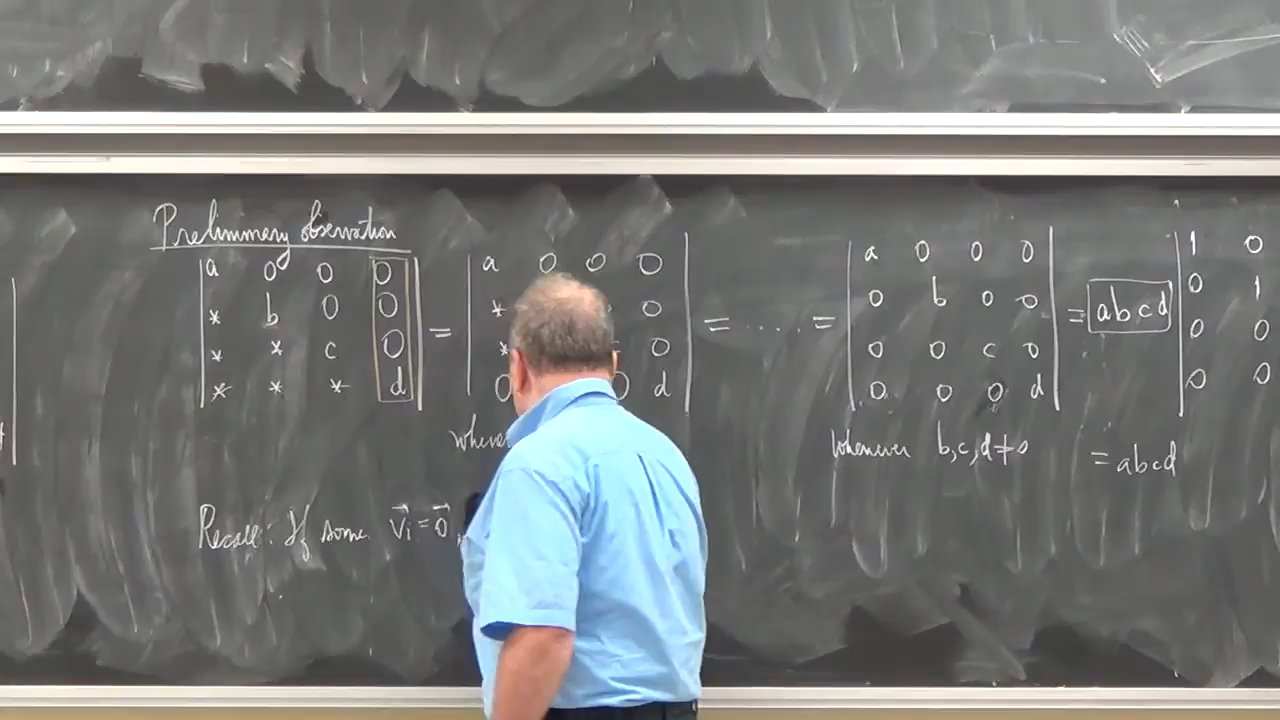 Preliminary observation
|a 0 0 0| = |a 0 0 0| = .... = |a 0 0 0| = abcd |1 0
|* b 0 0| |* 0| |0 b 0 0| |0 1
|* * c 0| |* 0| |0 0 c 0| |0 0
|* * * d| |0 0 d| |0 0 0 d| |0 0
whenever b,c,d≠0
= abcd
Recall: If some v⃗ᵢ = 0⃗,